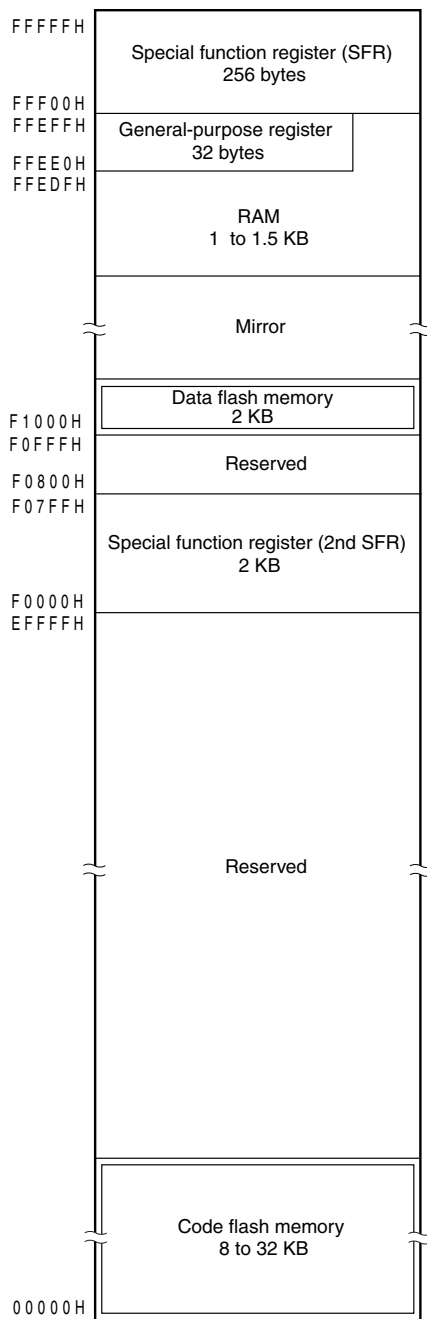 FFFFFH
Special function register (SFR)
256 bytes
FFF00H
FFEFFH
General-purpose register
32 bytes
FFEE0H
FFEDFH
RAM
1 to 1.5 KB
Mirror
Data flash memory
2 KB
F1000H
F0FFFH
Reserved
F0800H
F07FFH
Special function register (2nd SFR)
2 KB
F0000H
EFFFFH
Reserved
Code flash memory
8 to 32 KB
00000H